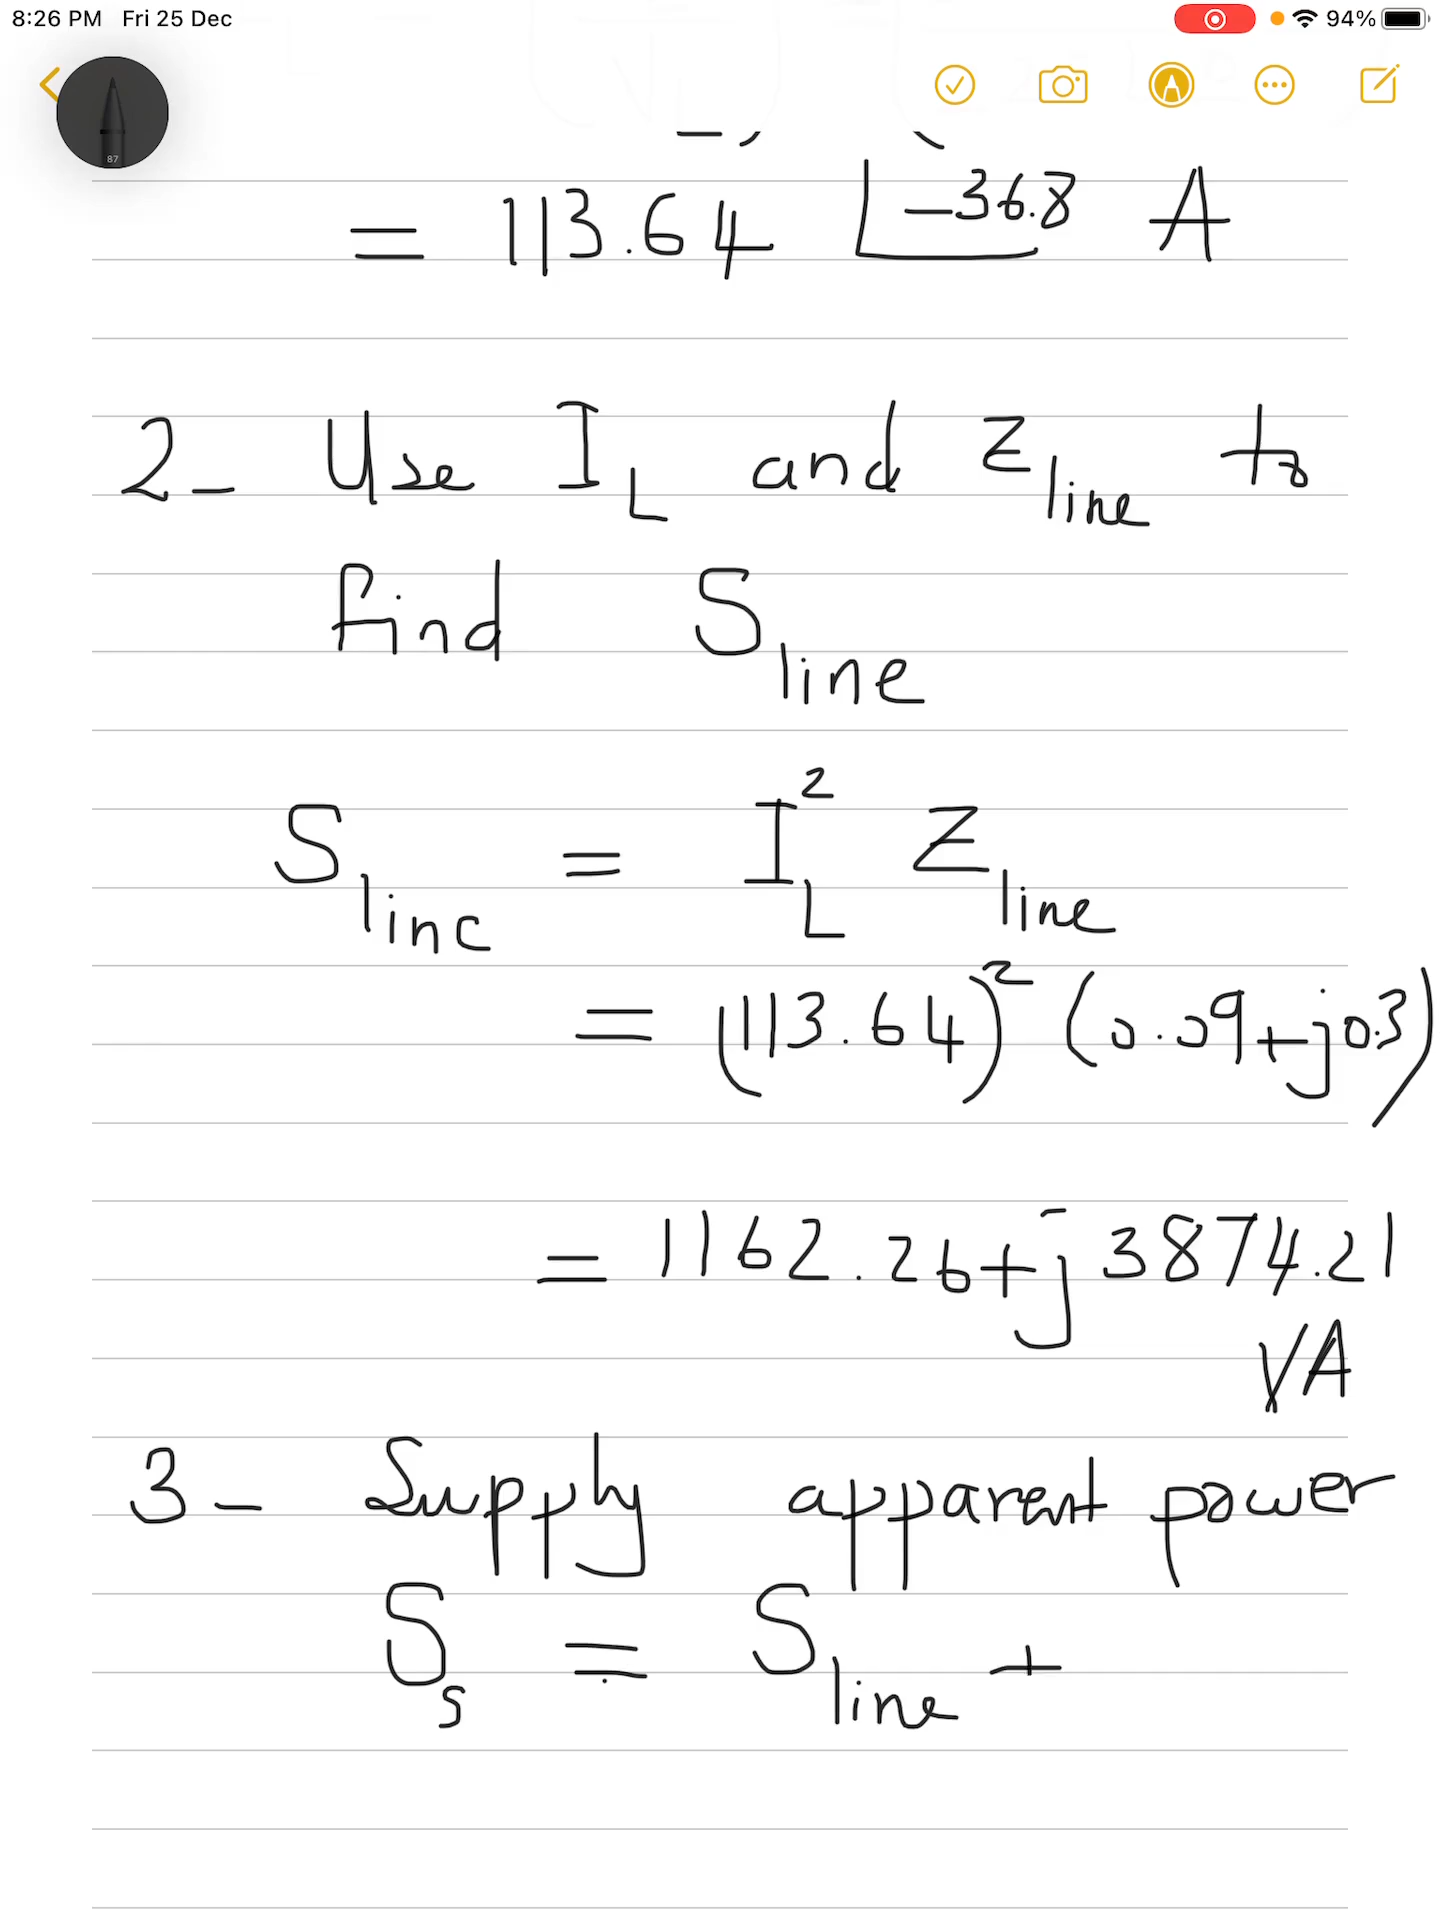 8:26 PM Fri 25 Dec 94%
87
= 113.64 ∠-36.8 A
2- Use I_L and Z_line to
find S_line
S_line = I_L^2 Z_line
= (113.64)^2 (0.09+j0.3)
= 1162.26+j3874.21
VA
3- Supply apparent power
S_s = S_line +